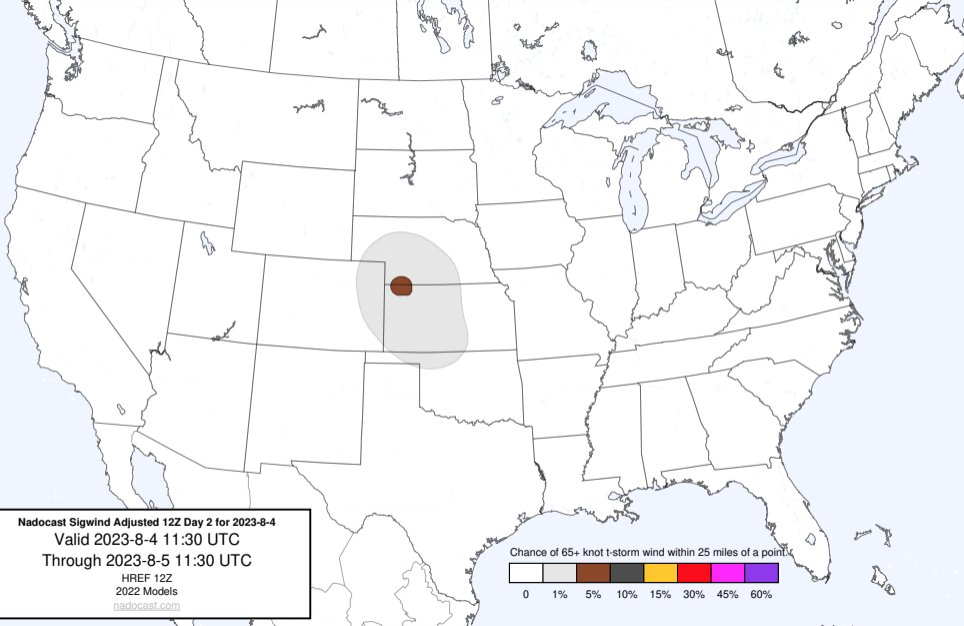 Nadocast Sigwind Adjusted 12Z Day 2 for 2023-8-4
Valid 2023-8-4 11:30 UTC
Through 2023-8-5 11:30 UTC
HREF 12Z
2022 Models
nadocast.com
Chance of 65+ knot t-storm wind within 25 miles of a point.
0 1% 5% 10% 15% 30% 45% 60%